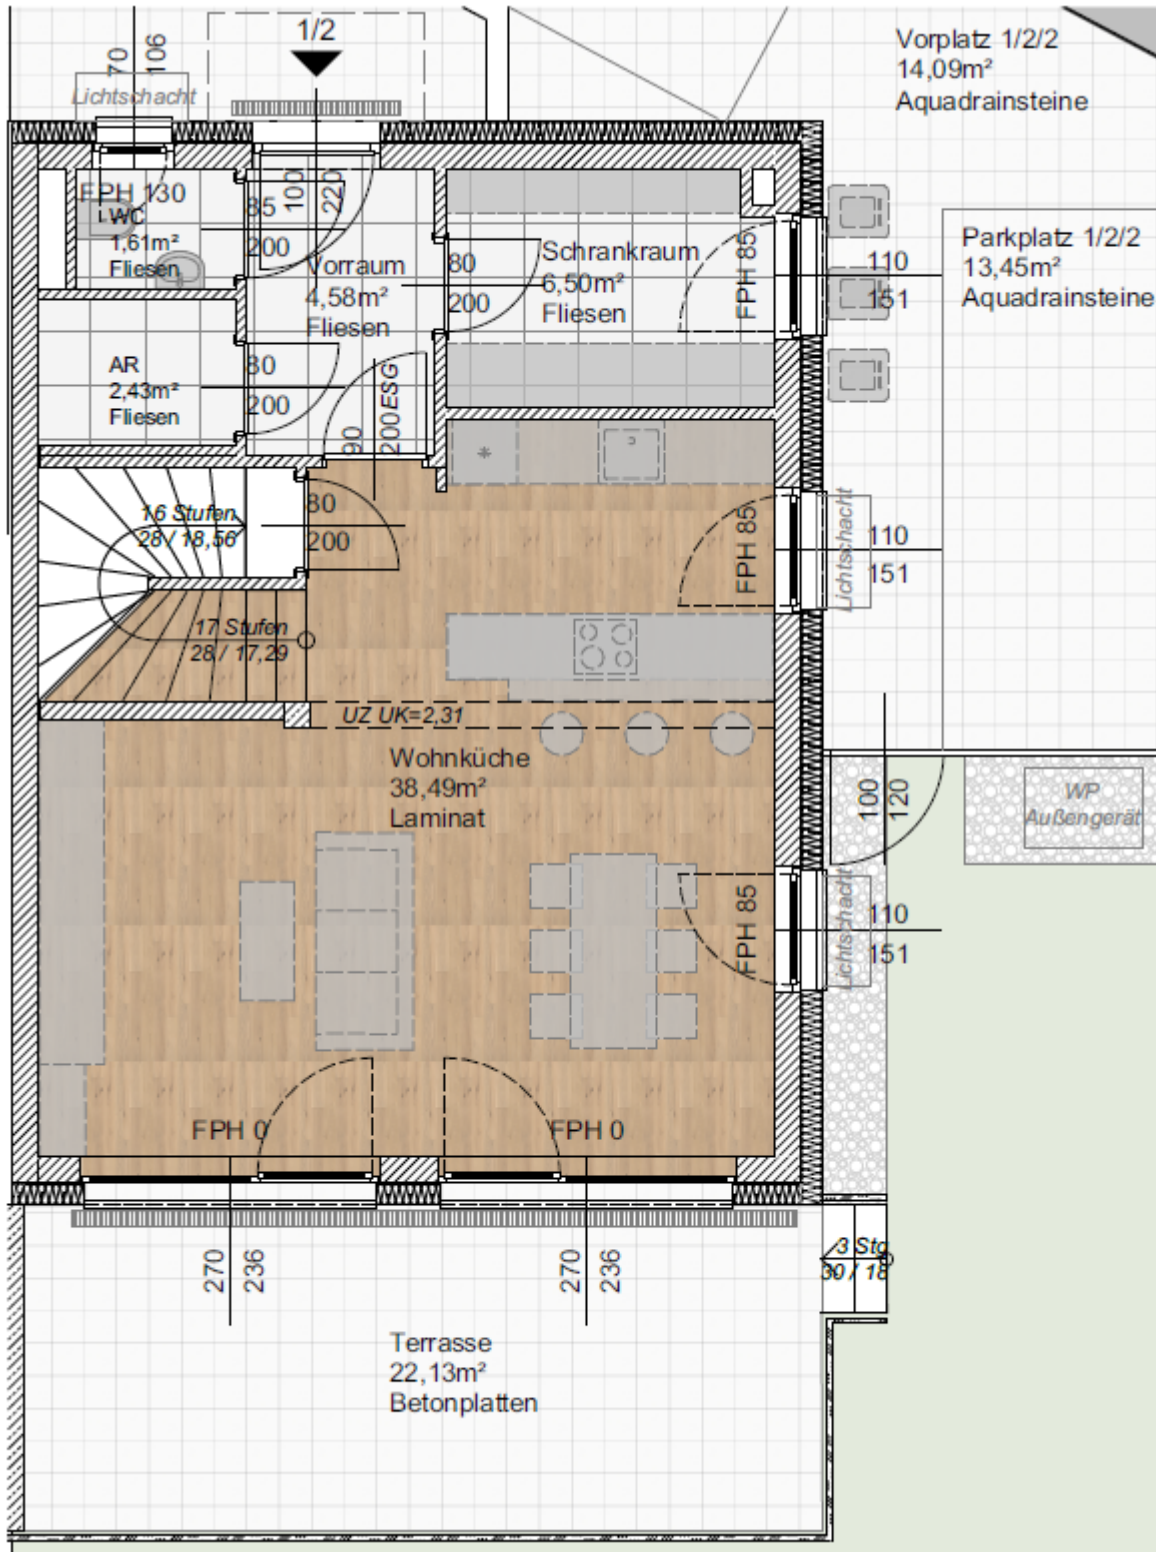 1/2
70
106
Lichtschacht
Vorplatz 1/2/2
14,09m²
Aquadrainsteine
FPH 130
WC
1,61m²
Fliesen
85
200
100
220
Vorraum
4,58m²
Fliesen
80
200
Schrankraum
6,50m²
Fliesen
FPH 85
110
151
Parkplatz 1/2/2
13,45m²
Aquadrainsteine
AR
2,43m²
Fliesen
80
200
90
200 ESG
16 Stufen
28 / 18,56
80
200
FPH 85
Lichtschacht
110
151
17 Stufen
28 / 17,29
UZ UK=2,31
Wohnküche
38,49m²
Laminat
100
120
WP
Außengerät
FPH 85
Lichtschacht
110
151
FPH 0
FPH 0
270
236
270
236
3 Stg
30 / 18
Terrasse
22,13m²
Betonplatten